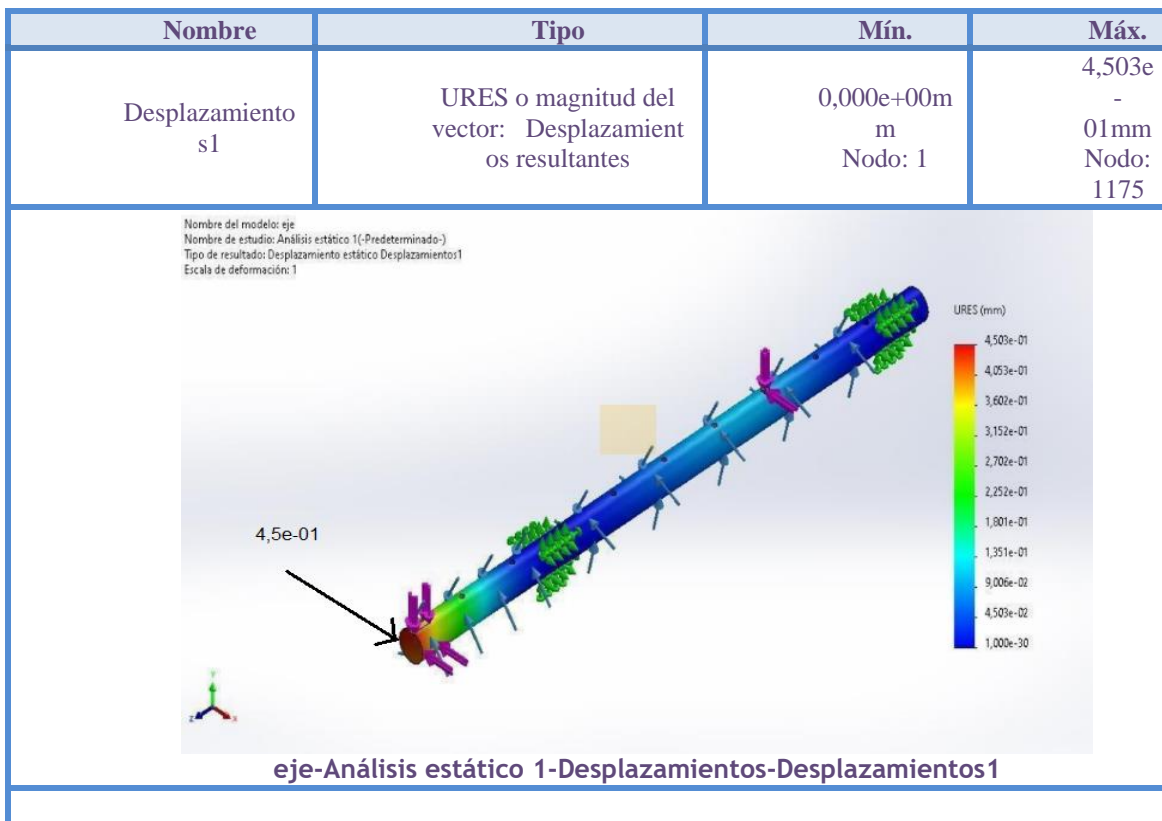 Nombre
Tipo
Mín.
Máx.
Desplazamiento
s1
URES o magnitud del
vector: Desplazamient
os resultantes
0,000e+00m
m
Nodo: 1
4,503e
-
01mm
Nodo:
1175
Nombre del modelo: eje
Nombre de estudio: Análisis estático 1(-Predeterminado-)
Tipo de resultado: Desplazamiento estático Desplazamientos1
Escala de deformación: 1
URES (mm)
4,503e-01
4,053e-01
3,602e-01
3,152e-01
2,702e-01
2,252e-01
1,801e-01
1,351e-01
9,006e-02
4,503e-02
1,000e-30
4,5e-01
Y
Z
X
eje-Análisis estático 1-Desplazamientos-Desplazamientos1